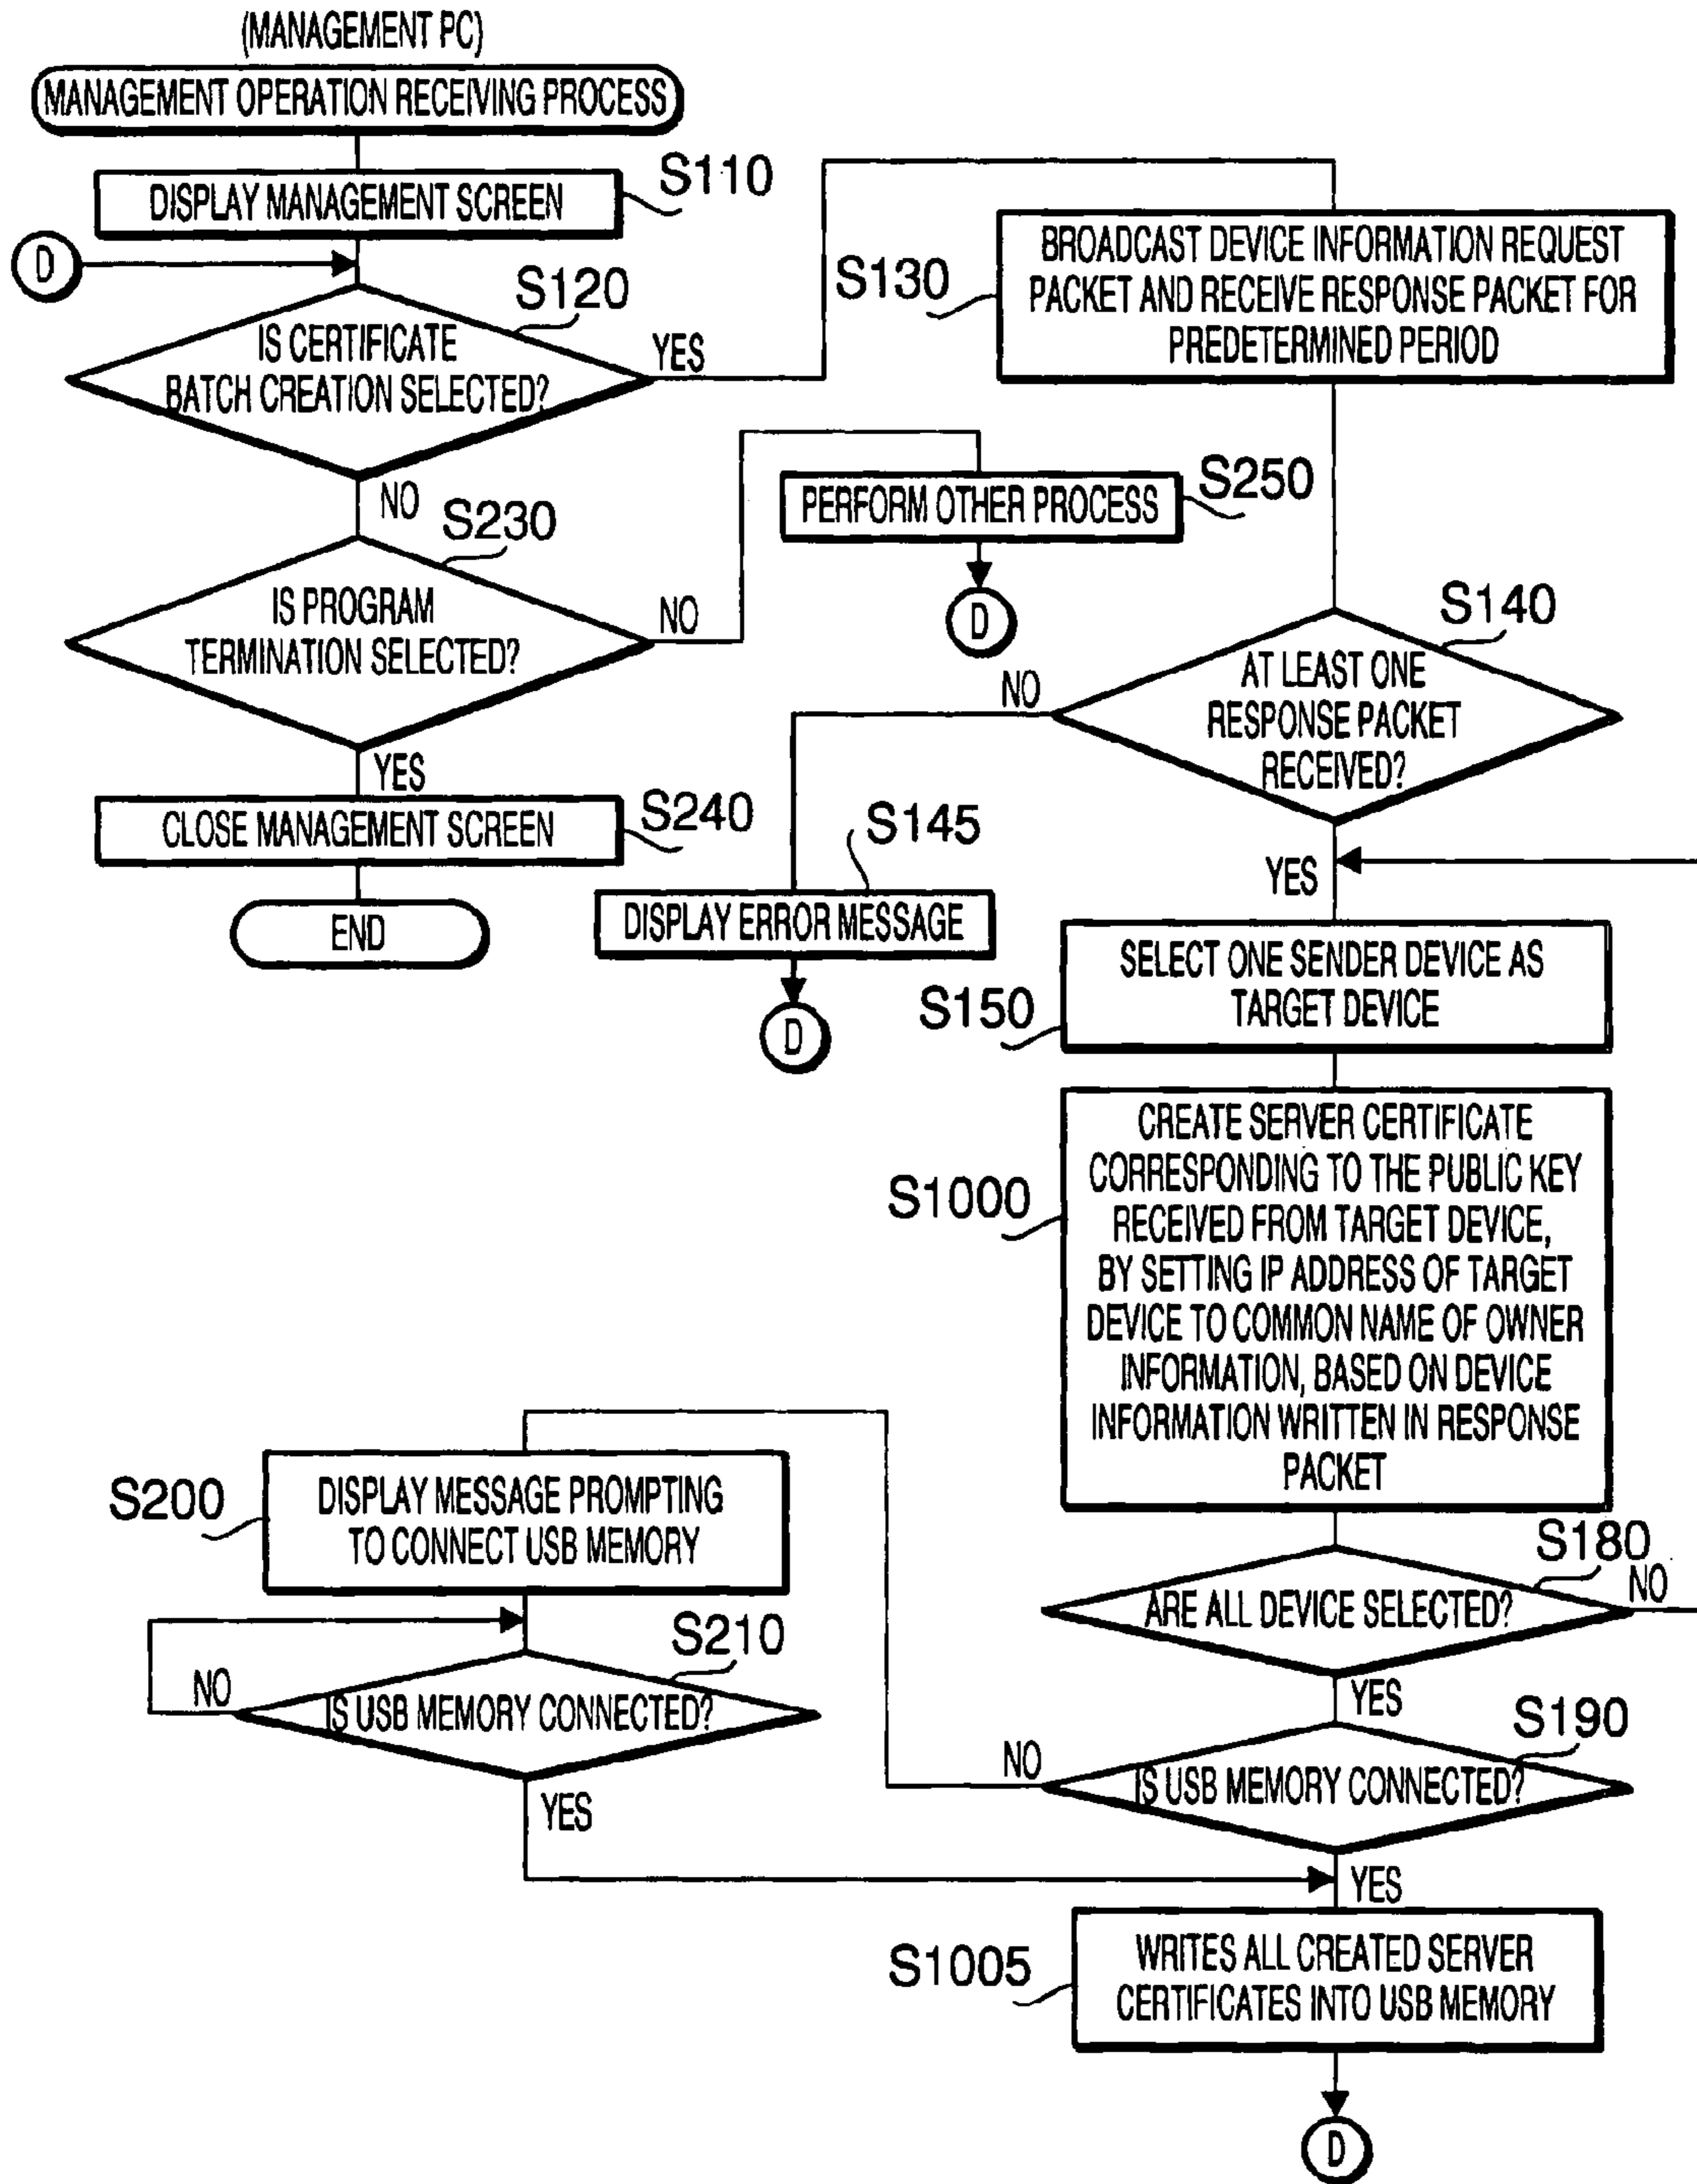 (MANAGEMENT PC)
MANAGEMENT OPERATION RECEIVING PROCESS
S110
DISPLAY MANAGEMENT SCREEN
D
S120
IS CERTIFICATE
BATCH CREATION SELECTED?
YES
NO
S130
BROADCAST DEVICE INFORMATION REQUEST
PACKET AND RECEIVE RESPONSE PACKET FOR
PREDETERMINED PERIOD
S230
IS PROGRAM
TERMINATION SELECTED?
NO
YES
S250
PERFORM OTHER PROCESS
D
S240
CLOSE MANAGEMENT SCREEN
END
S140
AT LEAST ONE
RESPONSE PACKET
RECEIVED?
NO
YES
S145
DISPLAY ERROR MESSAGE
D
S150
SELECT ONE SENDER DEVICE AS
TARGET DEVICE
S1000
CREATE SERVER CERTIFICATE
CORRESPONDING TO THE PUBLIC KEY
RECEIVED FROM TARGET DEVICE,
BY SETTING IP ADDRESS OF TARGET
DEVICE TO COMMON NAME OF OWNER
INFORMATION, BASED ON DEVICE
INFORMATION WRITTEN IN RESPONSE
PACKET
S180
ARE ALL DEVICE SELECTED?
NO
YES
S190
IS USB MEMORY CONNECTED?
NO
YES
S200
DISPLAY MESSAGE PROMPTING
TO CONNECT USB MEMORY
S210
IS USB MEMORY CONNECTED?
NO
YES
S1005
WRITES ALL CREATED SERVER
CERTIFICATES INTO USB MEMORY
D